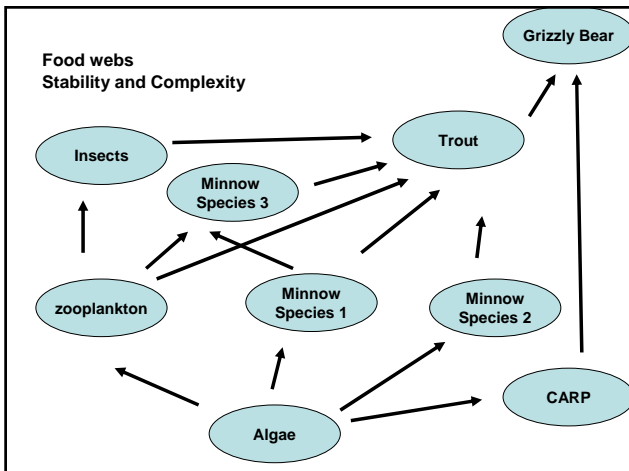 Food webs
Stability and Complexity
Grizzly Bear
Trout
Insects
Minnow
Species 3
zooplankton
Minnow
Species 1
Minnow
Species 2
CARP
Algae